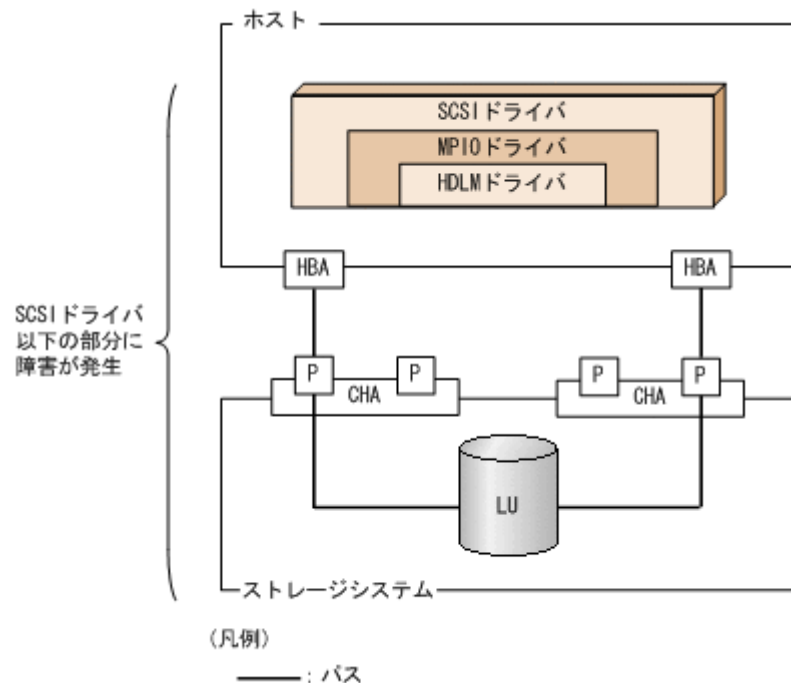 ホスト
SCSIドライバ
MPIOドライバ
HDLMドライバ
HBA
HBA
SCSIドライバ
以下の部分に
障害が発生
P
P
P
P
CHA
CHA
LU
ストレージシステム
(凡例)
: パス